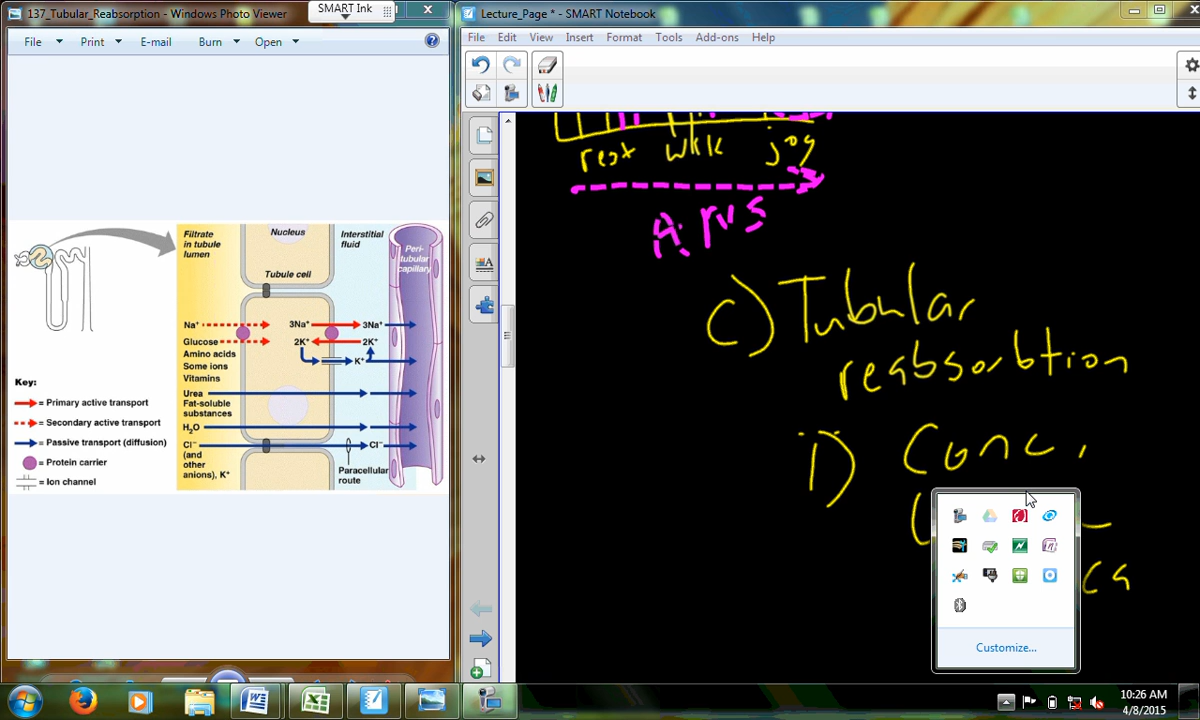 137_Tubular_Reabsorption - Windows Photo Viewer
SMART Ink
File Print E-mail Burn Open
Filtrate in tubule lumen
Nucleus
Interstitial fluid
Peri-tubular capillary
Tubule cell
Na⁺
3Na⁺
3Na⁺
Glucose
2K⁺
2K⁺
Amino acids
Some ions
K⁺
Vitamins
Urea
Fat-soluble
substances
H₂O
Cl⁻
Cl⁻
(and
other
anions), K⁺
Paracellular
route
Key:
= Primary active transport
= Secondary active transport
= Passive transport (diffusion)
= Protein carrier
= Ion channel
Lecture_Page * - SMART Notebook
File Edit View Insert Format Tools Add-ons Help
rest walk jog
C) Tubular
reabsorbtion
Conc.
Customize...
10:26 AM
4/8/2015